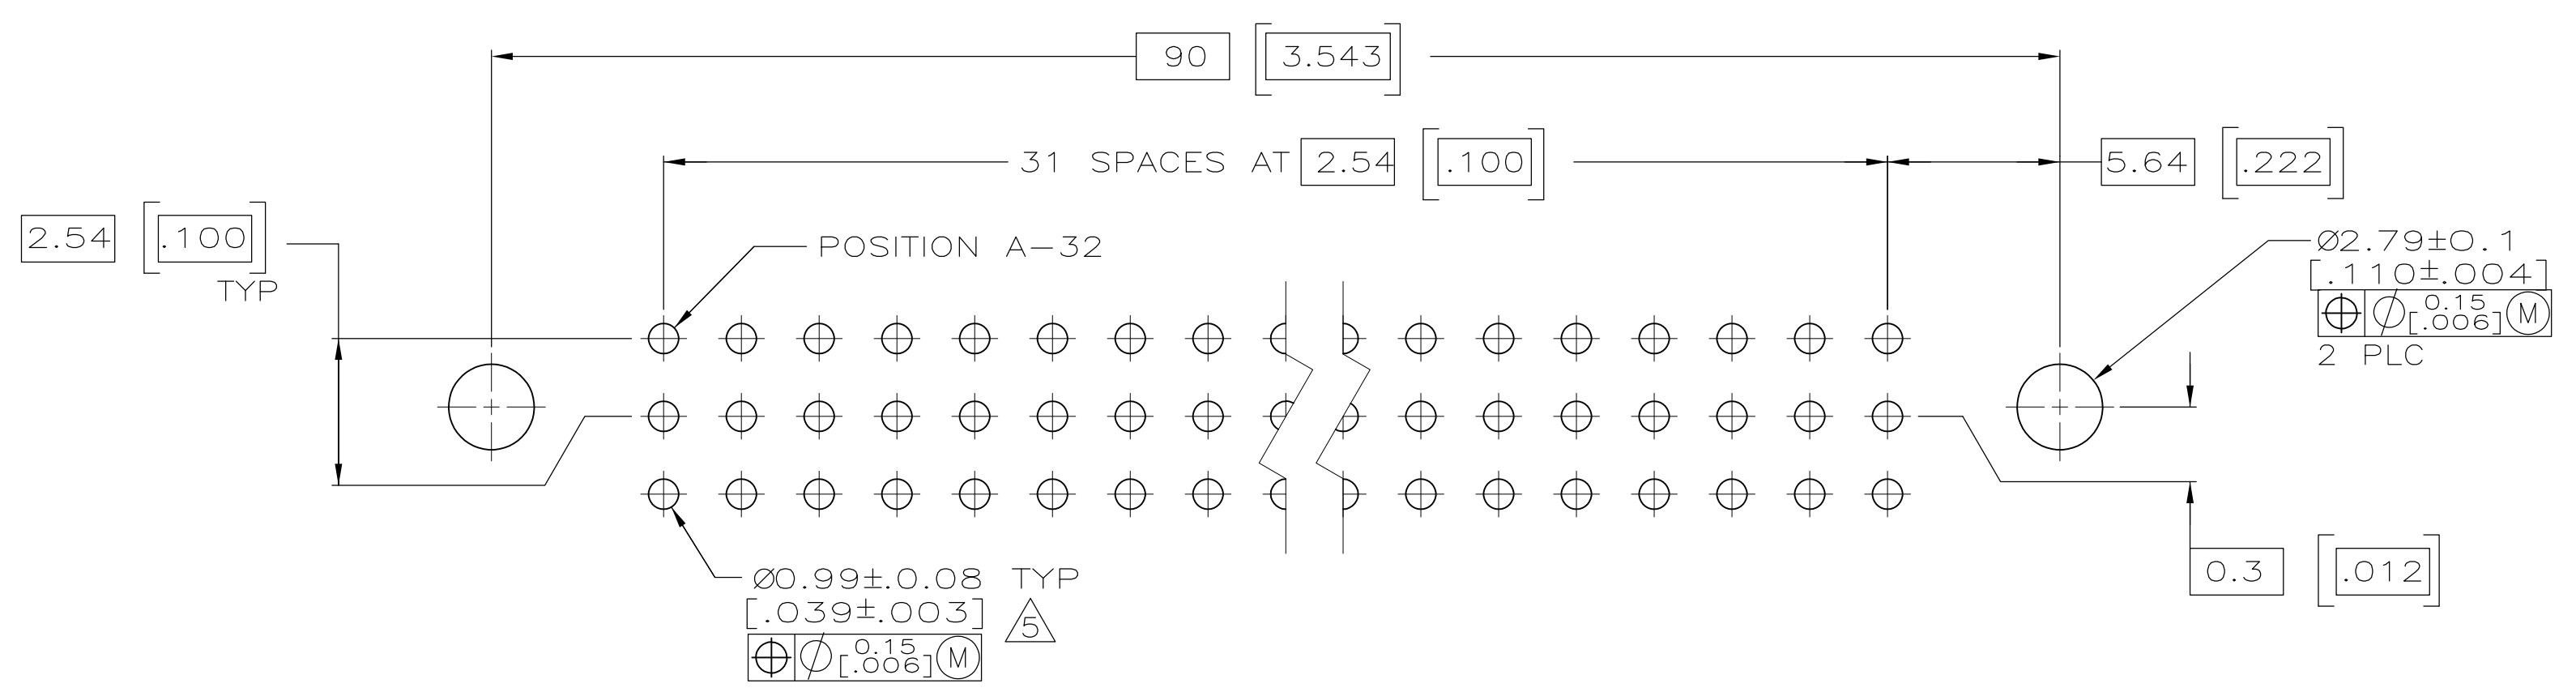 90 [3.543]
31 SPACES AT 2.54 [.100]
5.64 [.222]
2.54 [.100]
TYP
POSITION A-32
Ø2.79±0.1
[.110±.004]
⌖ Ø 0.15 [.006] Ⓜ
2 PLC
0.3 [.012]
Ø0.99±0.08 TYP
[.039±.003] 5
⌖ Ø 0.15 [.006] Ⓜ